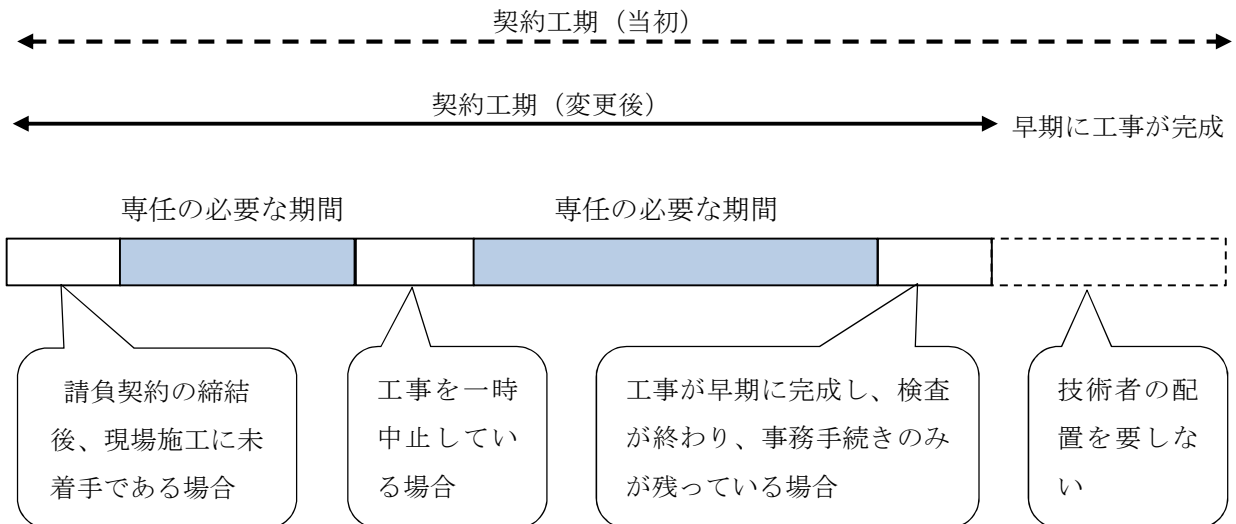 契約工期（当初）
契約工期（変更後）
早期に工事が完成
専任の必要な期間
専任の必要な期間
請負契約の締結
後、現場施工に未
着手である場合
工事を一時
中止してい
る場合
工事が早期に完成し、検査
が終わり、事務手続きのみ
が残っている場合
技術者の配
置を要しな
い